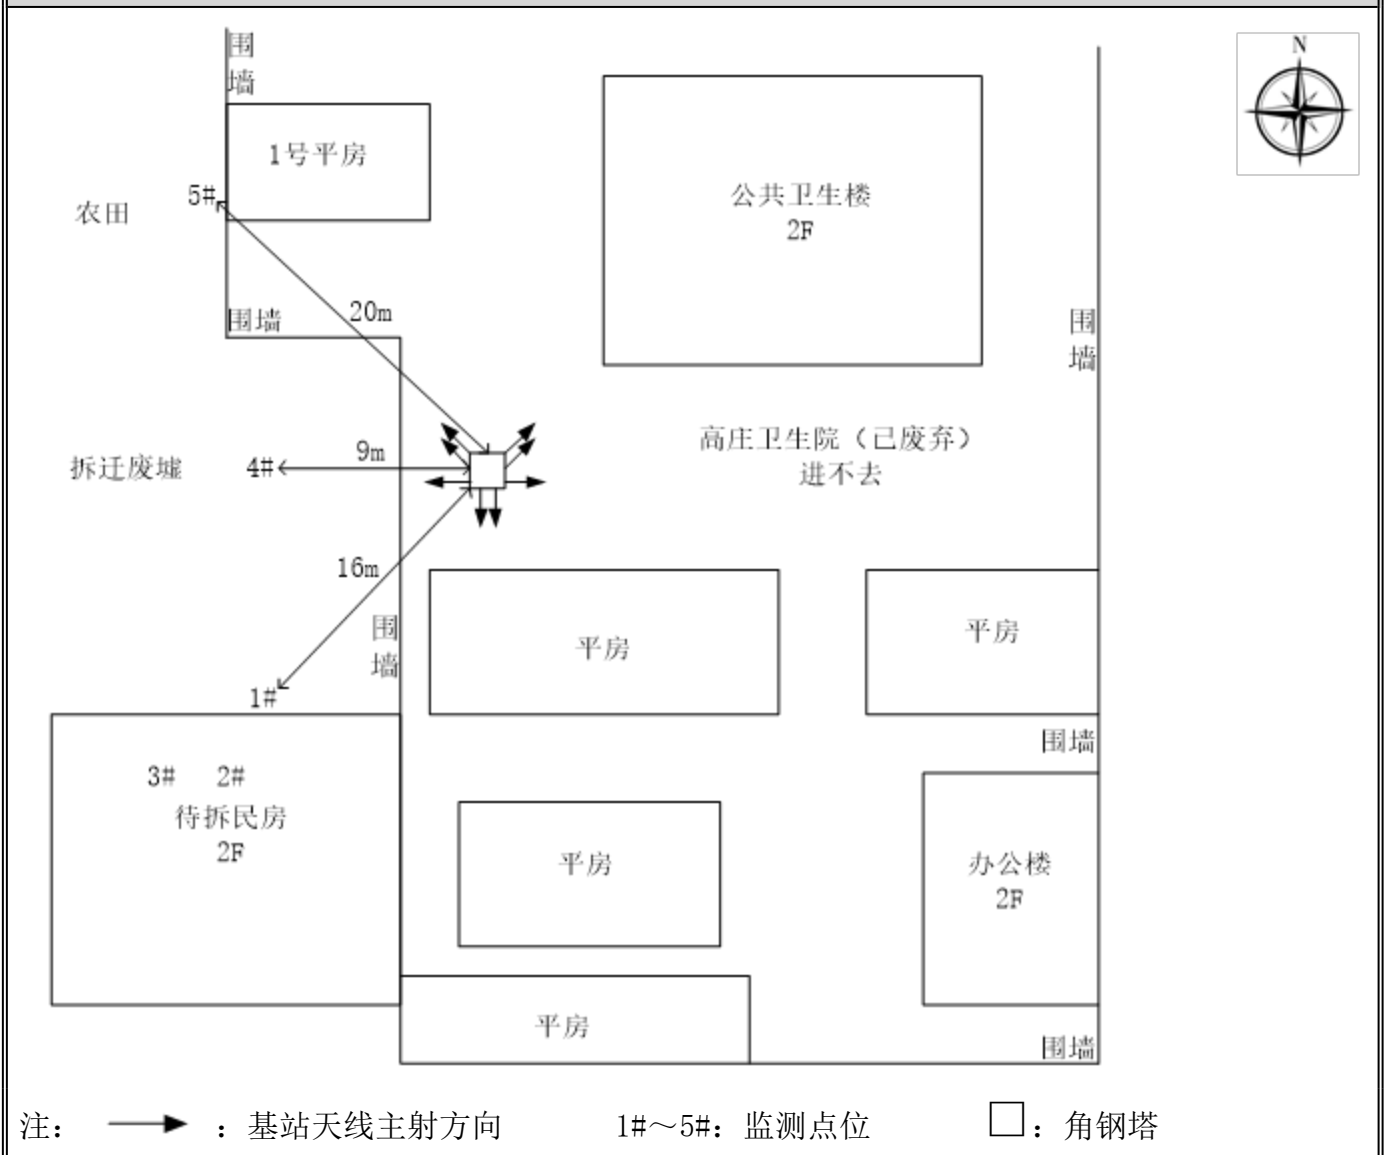 围
墙
N
1号平房
5#
农田
公共卫生楼
2F
20m
围墙
围
墙
高庄卫生院（已废弃）
进不去
9m
拆迁废墟
4#
16m
围
墙
平房
平房
1#
围墙
3# 2#
待拆民房
2F
平房
办公楼
2F
平房
围墙
注： ：基站天线主射方向 1#～5#：监测点位 ：角钢塔